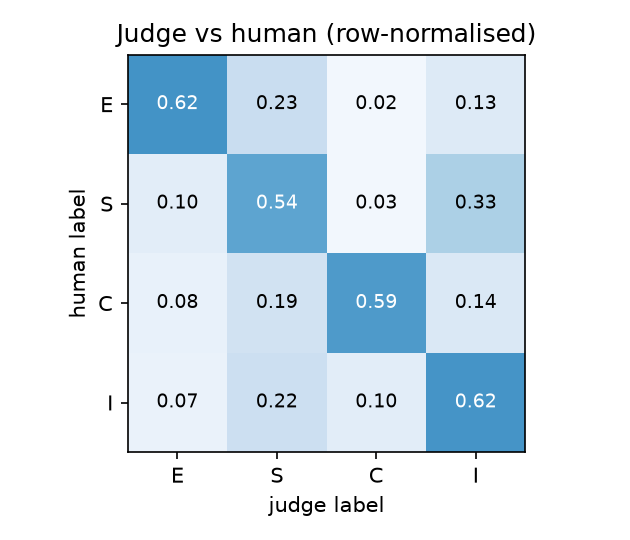 Judge vs human (row-normalised)
E 0.62 0.23 0.02 0.13
S 0.10 0.54 0.03 0.33
C 0.08 0.19 0.59 0.14
I 0.07 0.22 0.10 0.62
human label
E S C I
judge label